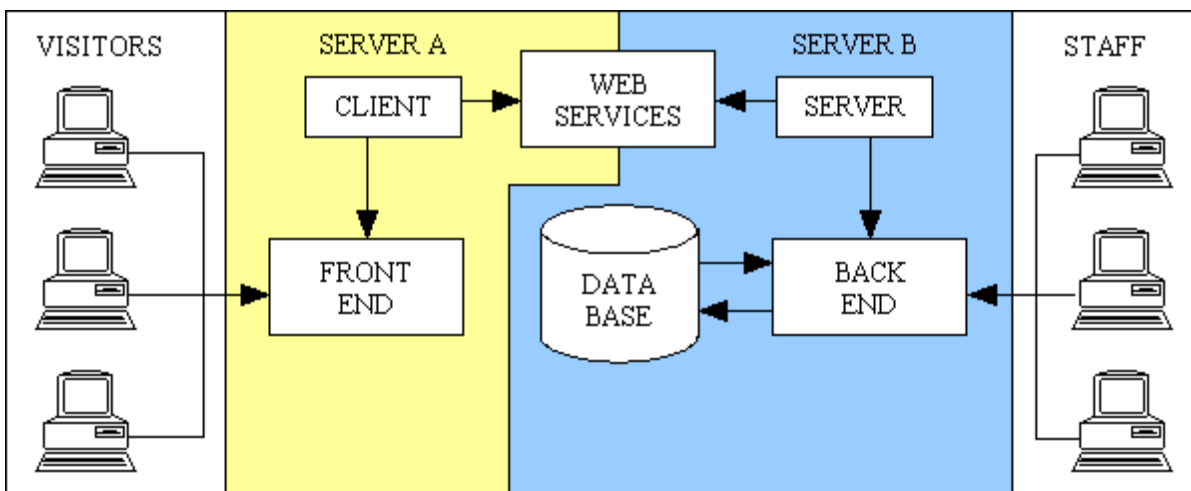 VISITORS
SERVER A
SERVER B
STAFF
CLIENT
WEB
SERVICES
SERVER
FRONT
END
DATA
BASE
BACK
END